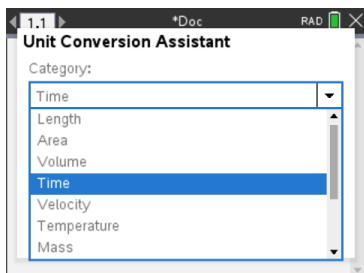 1.1 *Doc RAD
Unit Conversion Assistant
Category:
Time
Length
Area
Volume
Time
Velocity
Temperature
Mass